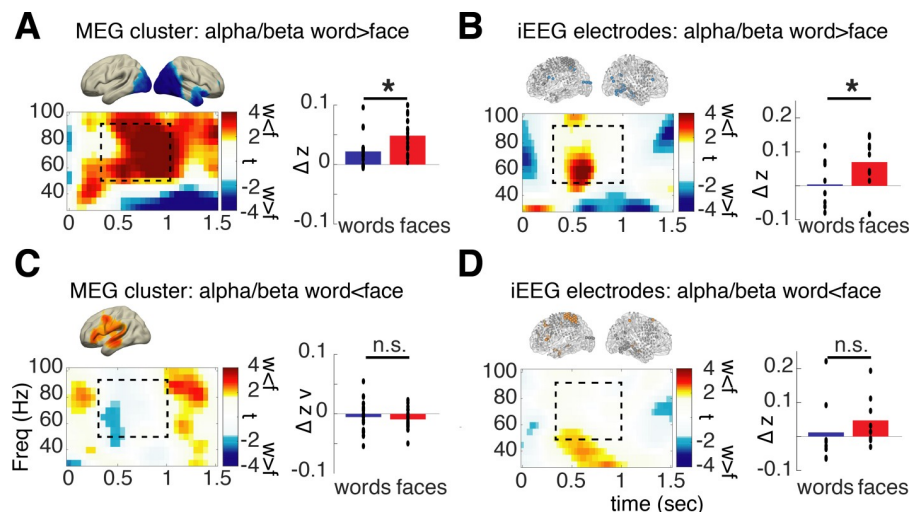 A
MEG cluster: alpha/beta word>face
100
80
60
40
0
0.5
1
1.5
4
2
-2
-4
w<f
t
w>f
*
0.1
0
-0.1
Δ z
words faces
B
iEEG electrodes: alpha/beta word>face
100
80
60
40
0
0.5
1
1.5
4
2
-2
-4
w<f
t
w>f
*
0.2
0.1
0
-0.1
Δ z
words faces
C
MEG cluster: alpha/beta word<face
Freq (Hz)
100
80
60
40
0
0.5
1
1.5
4
2
-2
-4
w<f
t
w>f
n.s.
0.1
0
-0.1
Δ z v
words faces
D
iEEG electrodes: alpha/beta word<face
100
80
60
40
0
0.5
1
1.5
time (sec)
4
2
-2
-4
w<f
t
w>f
n.s.
0.2
0.1
0
-0.1
Δ z
words faces